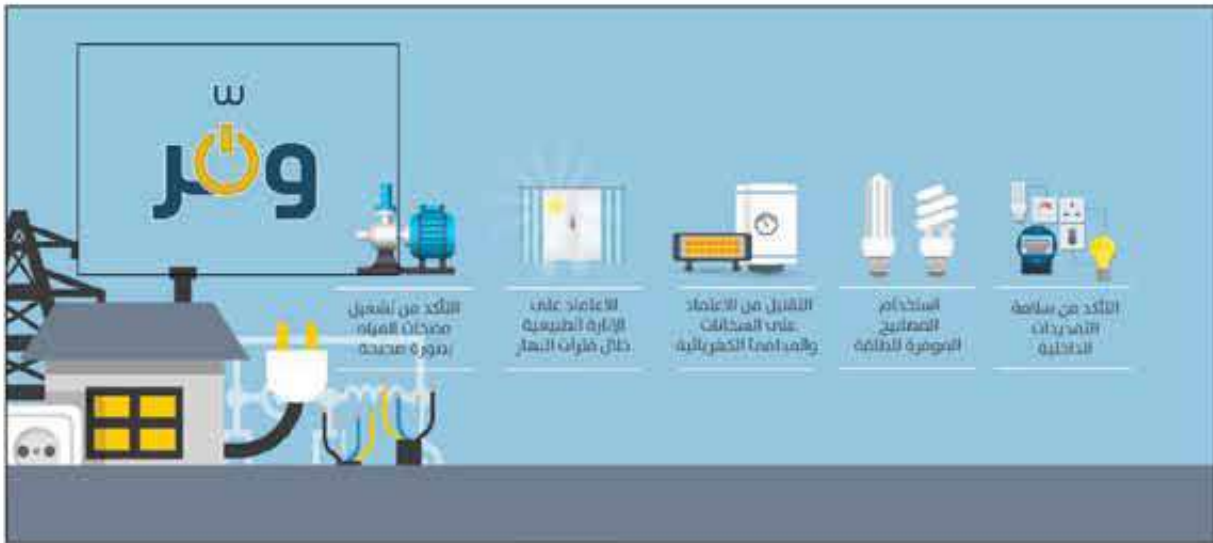 وفّر
التأكد من سلامة
التمديدات
الداخلية
استخدام
المصابيح
الموفرة للطاقة
التقليل من الاعتماد
على السخانات
والمدافئ الكهربائية
الاعتماد على
الإنارة الطبيعية
خلال فترات النهار
التأكد من تشغيل
مضخات المياه
بصورة صحيحة